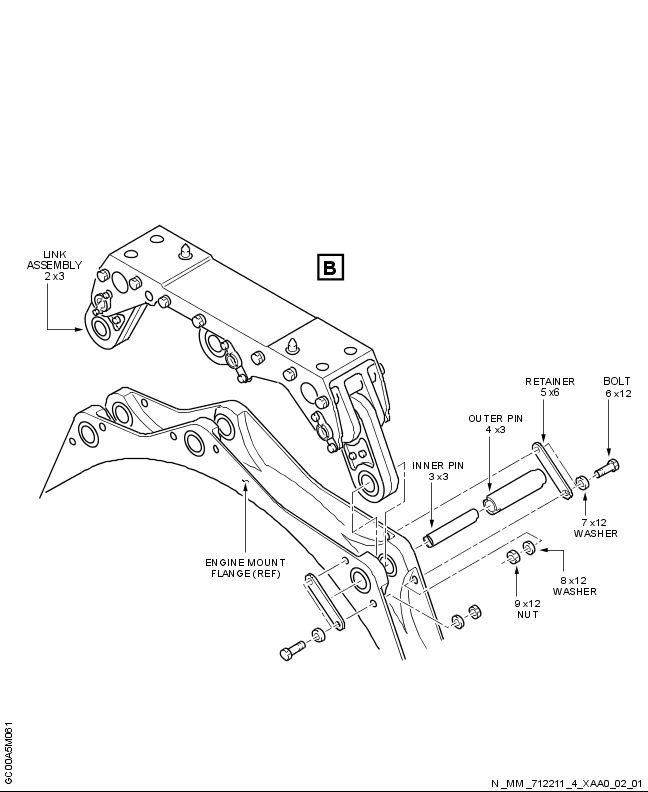 LINK
ASSEMBLY
2 x3
B
RETAINER
5 x6
BOLT
6 x12
OUTER PIN
4 x3
INNER PIN
3 x3
7 x12
WASHER
ENGINE MOUNT
FLANGE (REF)
8 x12
WASHER
9 x12
NUT
GC00A5M061
N_MM_712211_4_XAA0_02_01